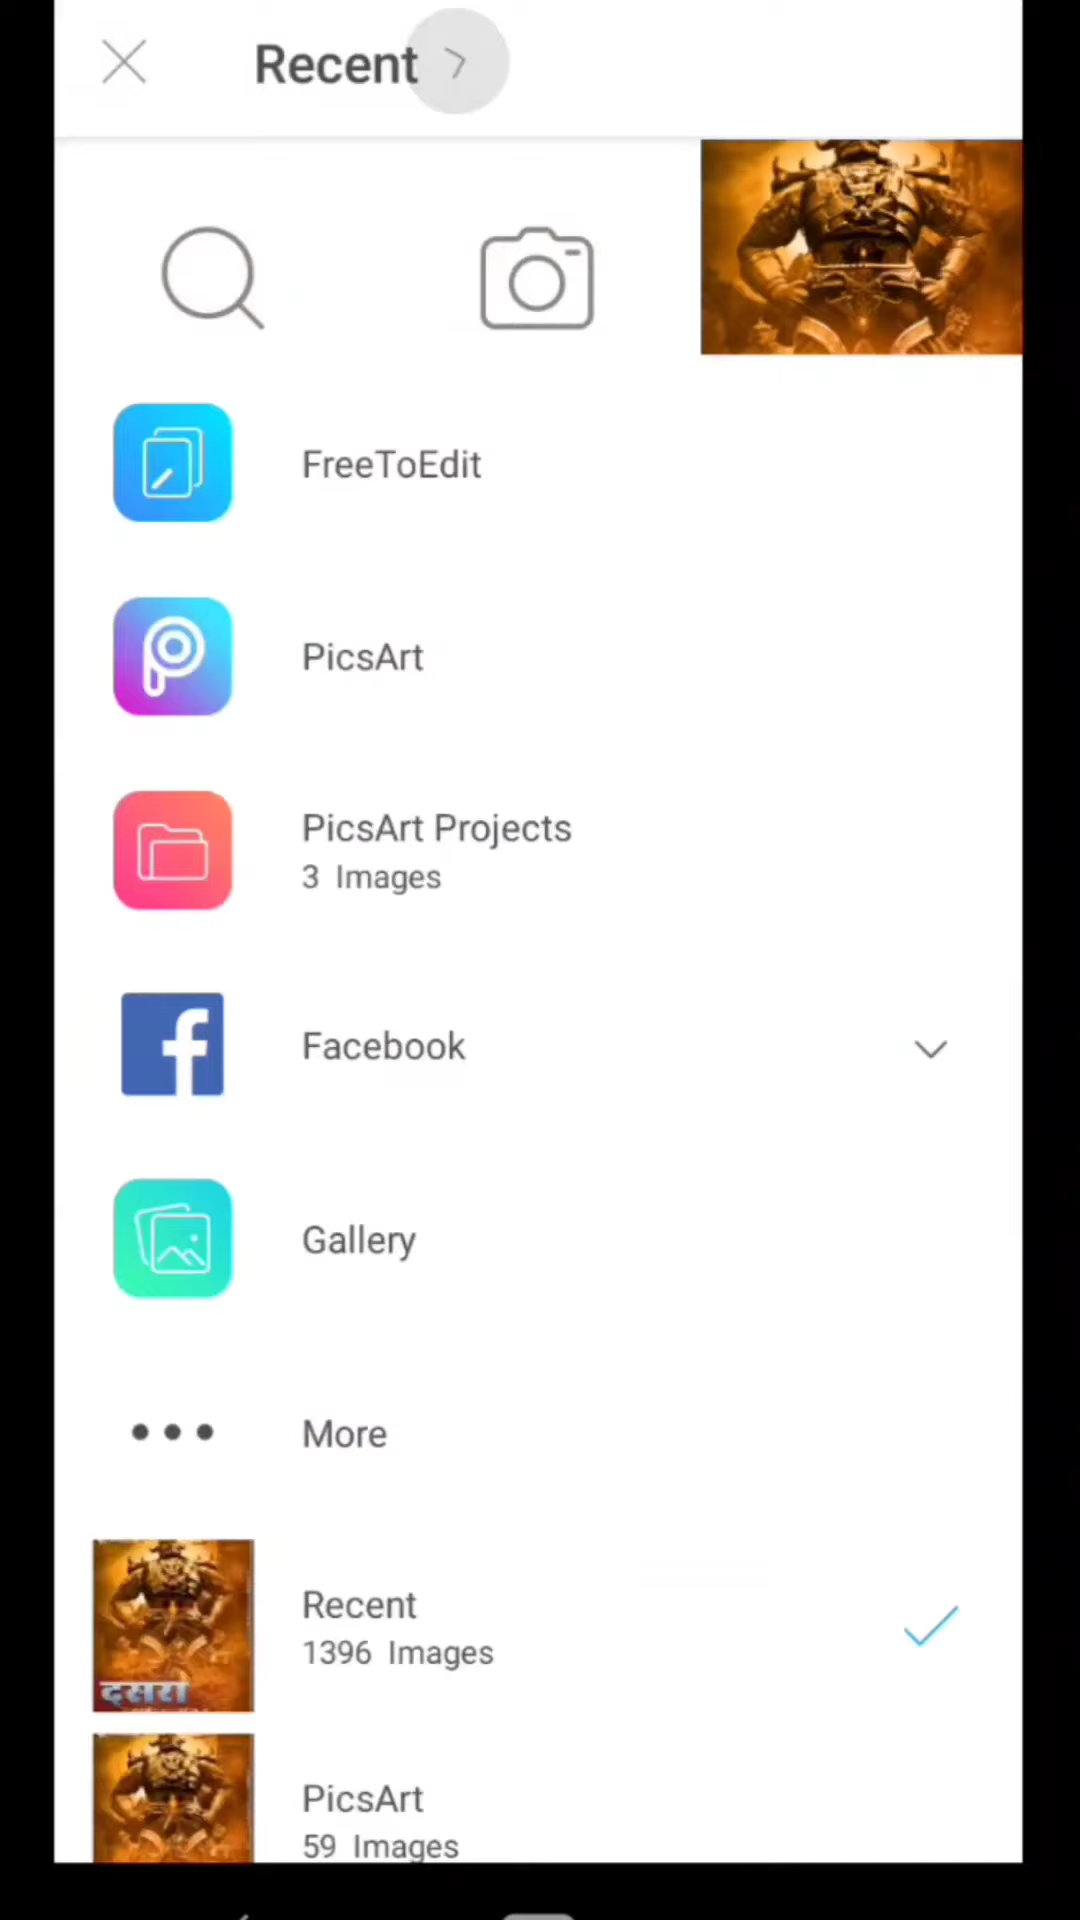 Recent
FreeToEdit
PicsArt
PicsArt Projects
3 Images
Facebook
Gallery
More
Recent
1396 Images
दसरा
PicsArt
59 Images